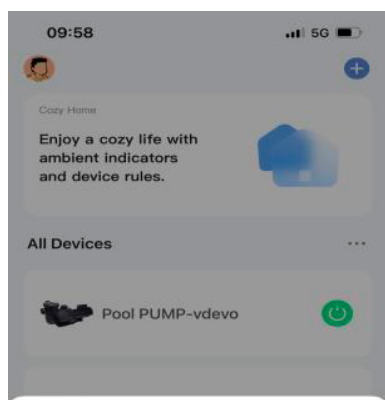 09:58
5G
Cozy Home
Enjoy a cozy life with
ambient indicators
and device rules.
All Devices
Pool PUMP-vdevo